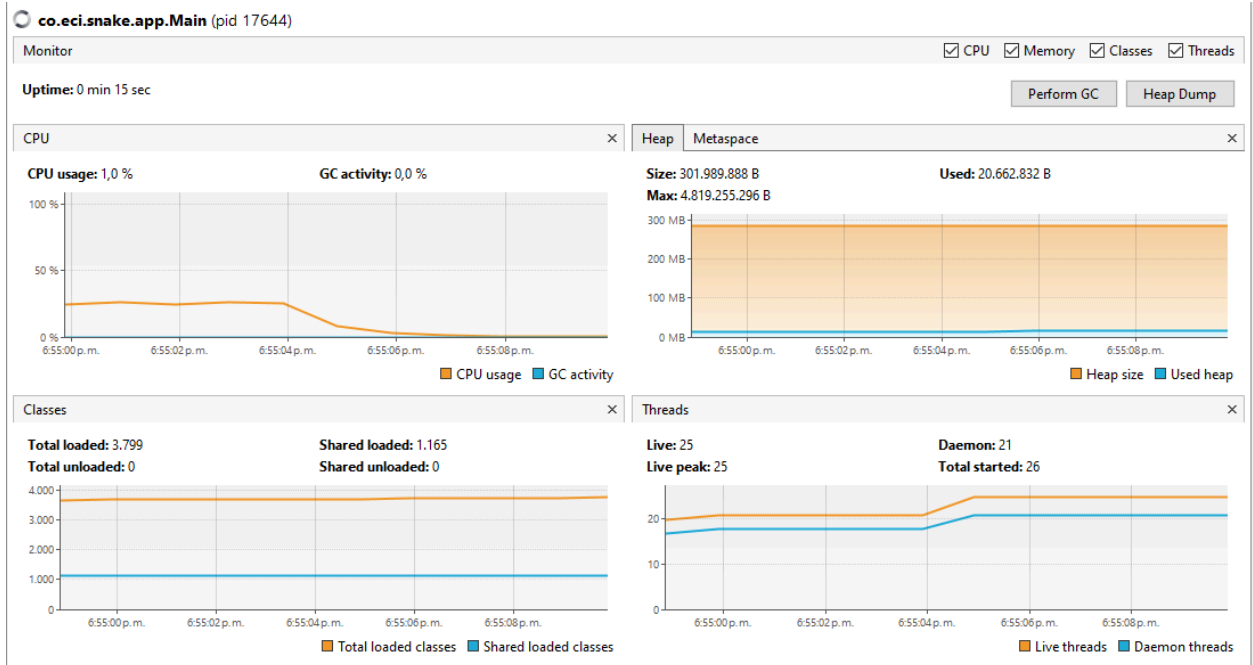 co.eci.snake.app.Main (pid 17644)
Monitor
CPU Memory Classes Threads
Uptime: 0 min 15 sec
Perform GC Heap Dump
CPU ×
CPU usage: 1,0 % GC activity: 0,0 %
100 %
50 %
0 %
6:55:00 p.m. 6:55:02 p.m. 6:55:04 p.m. 6:55:06 p.m. 6:55:08 p.m.
CPU usage GC activity
Heap Metaspace ×
Size: 301.989.888 B Used: 20.662.832 B
Max: 4.819.255.296 B
300 MB
200 MB
100 MB
0 MB
6:55:00 p.m. 6:55:02 p.m. 6:55:04 p.m. 6:55:06 p.m. 6:55:08 p.m.
Heap size Used heap
Classes ×
Total loaded: 3.799 Shared loaded: 1.165
Total unloaded: 0 Shared unloaded: 0
4.000
3.000
2.000
1.000
0
6:55:00 p.m. 6:55:02 p.m. 6:55:04 p.m. 6:55:06 p.m. 6:55:08 p.m.
Total loaded classes Shared loaded classes
Threads ×
Live: 25 Daemon: 21
Live peak: 25 Total started: 26
20
10
0
6:55:00 p.m. 6:55:02 p.m. 6:55:04 p.m. 6:55:06 p.m. 6:55:08 p.m.
Live threads Daemon threads